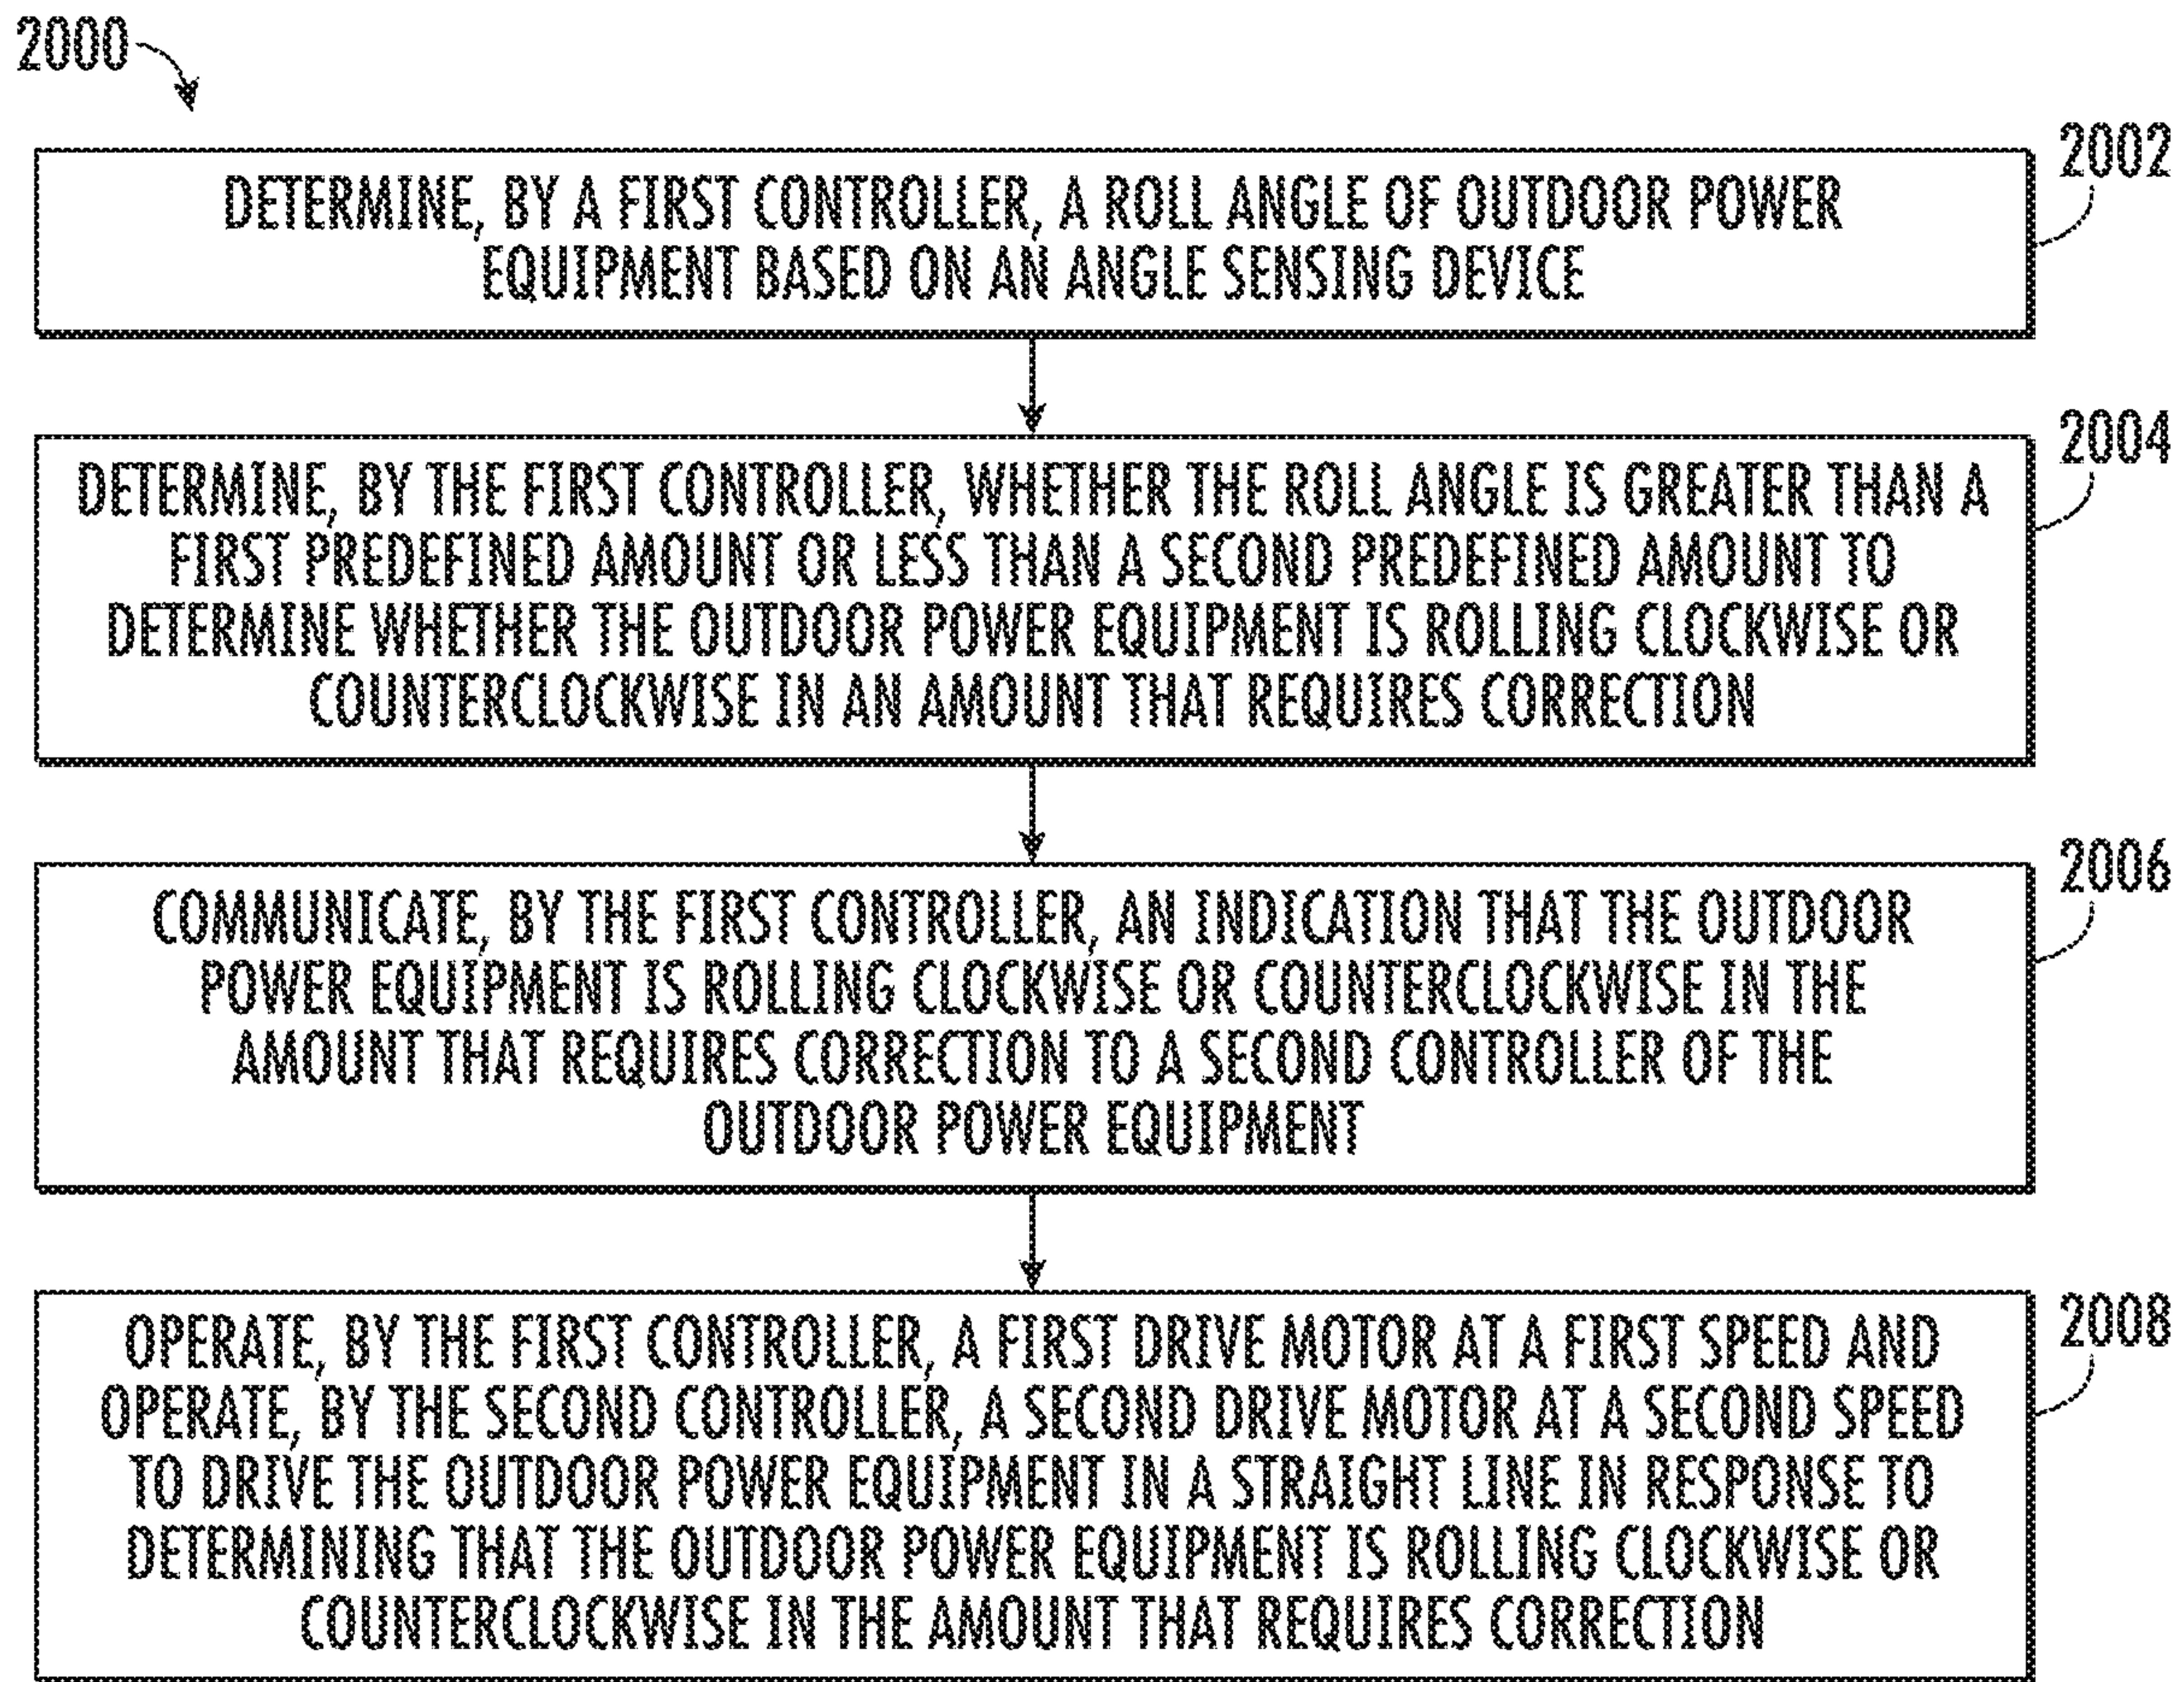 2000
2002
DETERMINE, BY A FIRST CONTROLLER, A ROLL ANGLE OF OUTDOOR POWER
EQUIPMENT BASED ON AN ANGLE SENSING DEVICE
2004
DETERMINE, BY THE FIRST CONTROLLER, WHETHER THE ROLL ANGLE IS GREATER THAN A
FIRST PREDEFINED AMOUNT OR LESS THAN A SECOND PREDEFINED AMOUNT TO
DETERMINE WHETHER THE OUTDOOR POWER EQUIPMENT IS ROLLING CLOCKWISE OR
COUNTERCLOCKWISE IN AN AMOUNT THAT REQUIRES CORRECTION
2006
COMMUNICATE, BY THE FIRST CONTROLLER, AN INDICATION THAT THE OUTDOOR
POWER EQUIPMENT IS ROLLING CLOCKWISE OR COUNTERCLOCKWISE IN THE
AMOUNT THAT REQUIRES CORRECTION TO A SECOND CONTROLLER OF THE
OUTDOOR POWER EQUIPMENT
2008
OPERATE, BY THE FIRST CONTROLLER, A FIRST DRIVE MOTOR AT A FIRST SPEED AND
OPERATE, BY THE SECOND CONTROLLER, A SECOND DRIVE MOTOR AT A SECOND SPEED
TO DRIVE THE OUTDOOR POWER EQUIPMENT IN A STRAIGHT LINE IN RESPONSE TO
DETERMINING THAT THE OUTDOOR POWER EQUIPMENT IS ROLLING CLOCKWISE OR
COUNTERCLOCKWISE IN THE AMOUNT THAT REQUIRES CORRECTION